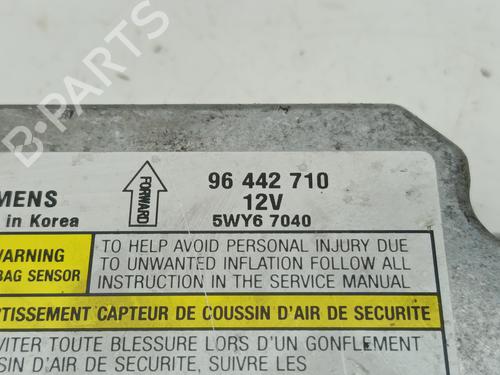 B-PARTS
FORWARD
96 442 710
12V
5WY6 7040
MENS
in Korea
WARNING
BAG SENSOR
TO HELP AVOID PERSONAL INJURY DUE
TO UNWANTED INFLATION FOLLOW ALL
INSTRUCTION IN THE SERVICE MANUAL
RTISSEMENT CAPTEUR DE COUSSIN D'AIR DE SECURITE
VITER TOUTE BLESSURE LORS D'UN GONFLEMENT
SSIN D'AIR DE SECURITE, SUIVRE LES